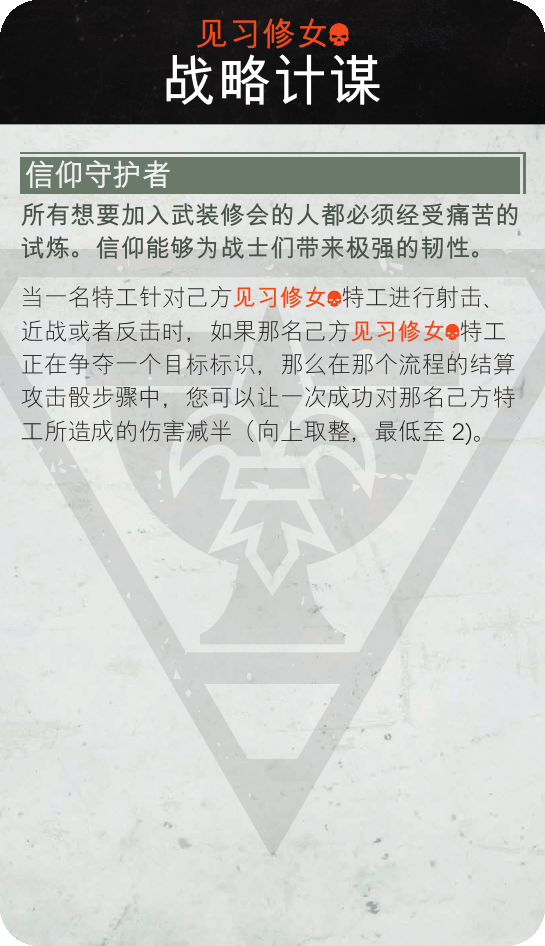 见习修女
战略计谋
信仰守护者
所有想要加入武装修会的人都必须经受痛苦的
试炼。信仰能够为战士们带来极强的韧性。
当一名特工针对己方见习修女特工进行射击、
近战或者反击时，如果那名己方见习修女特工
正在争夺一个目标标识，那么在那个流程的结算
攻击骰步骤中，您可以让一次成功对那名己方特
工所造成的伤害减半（向上取整，最低至 2)。